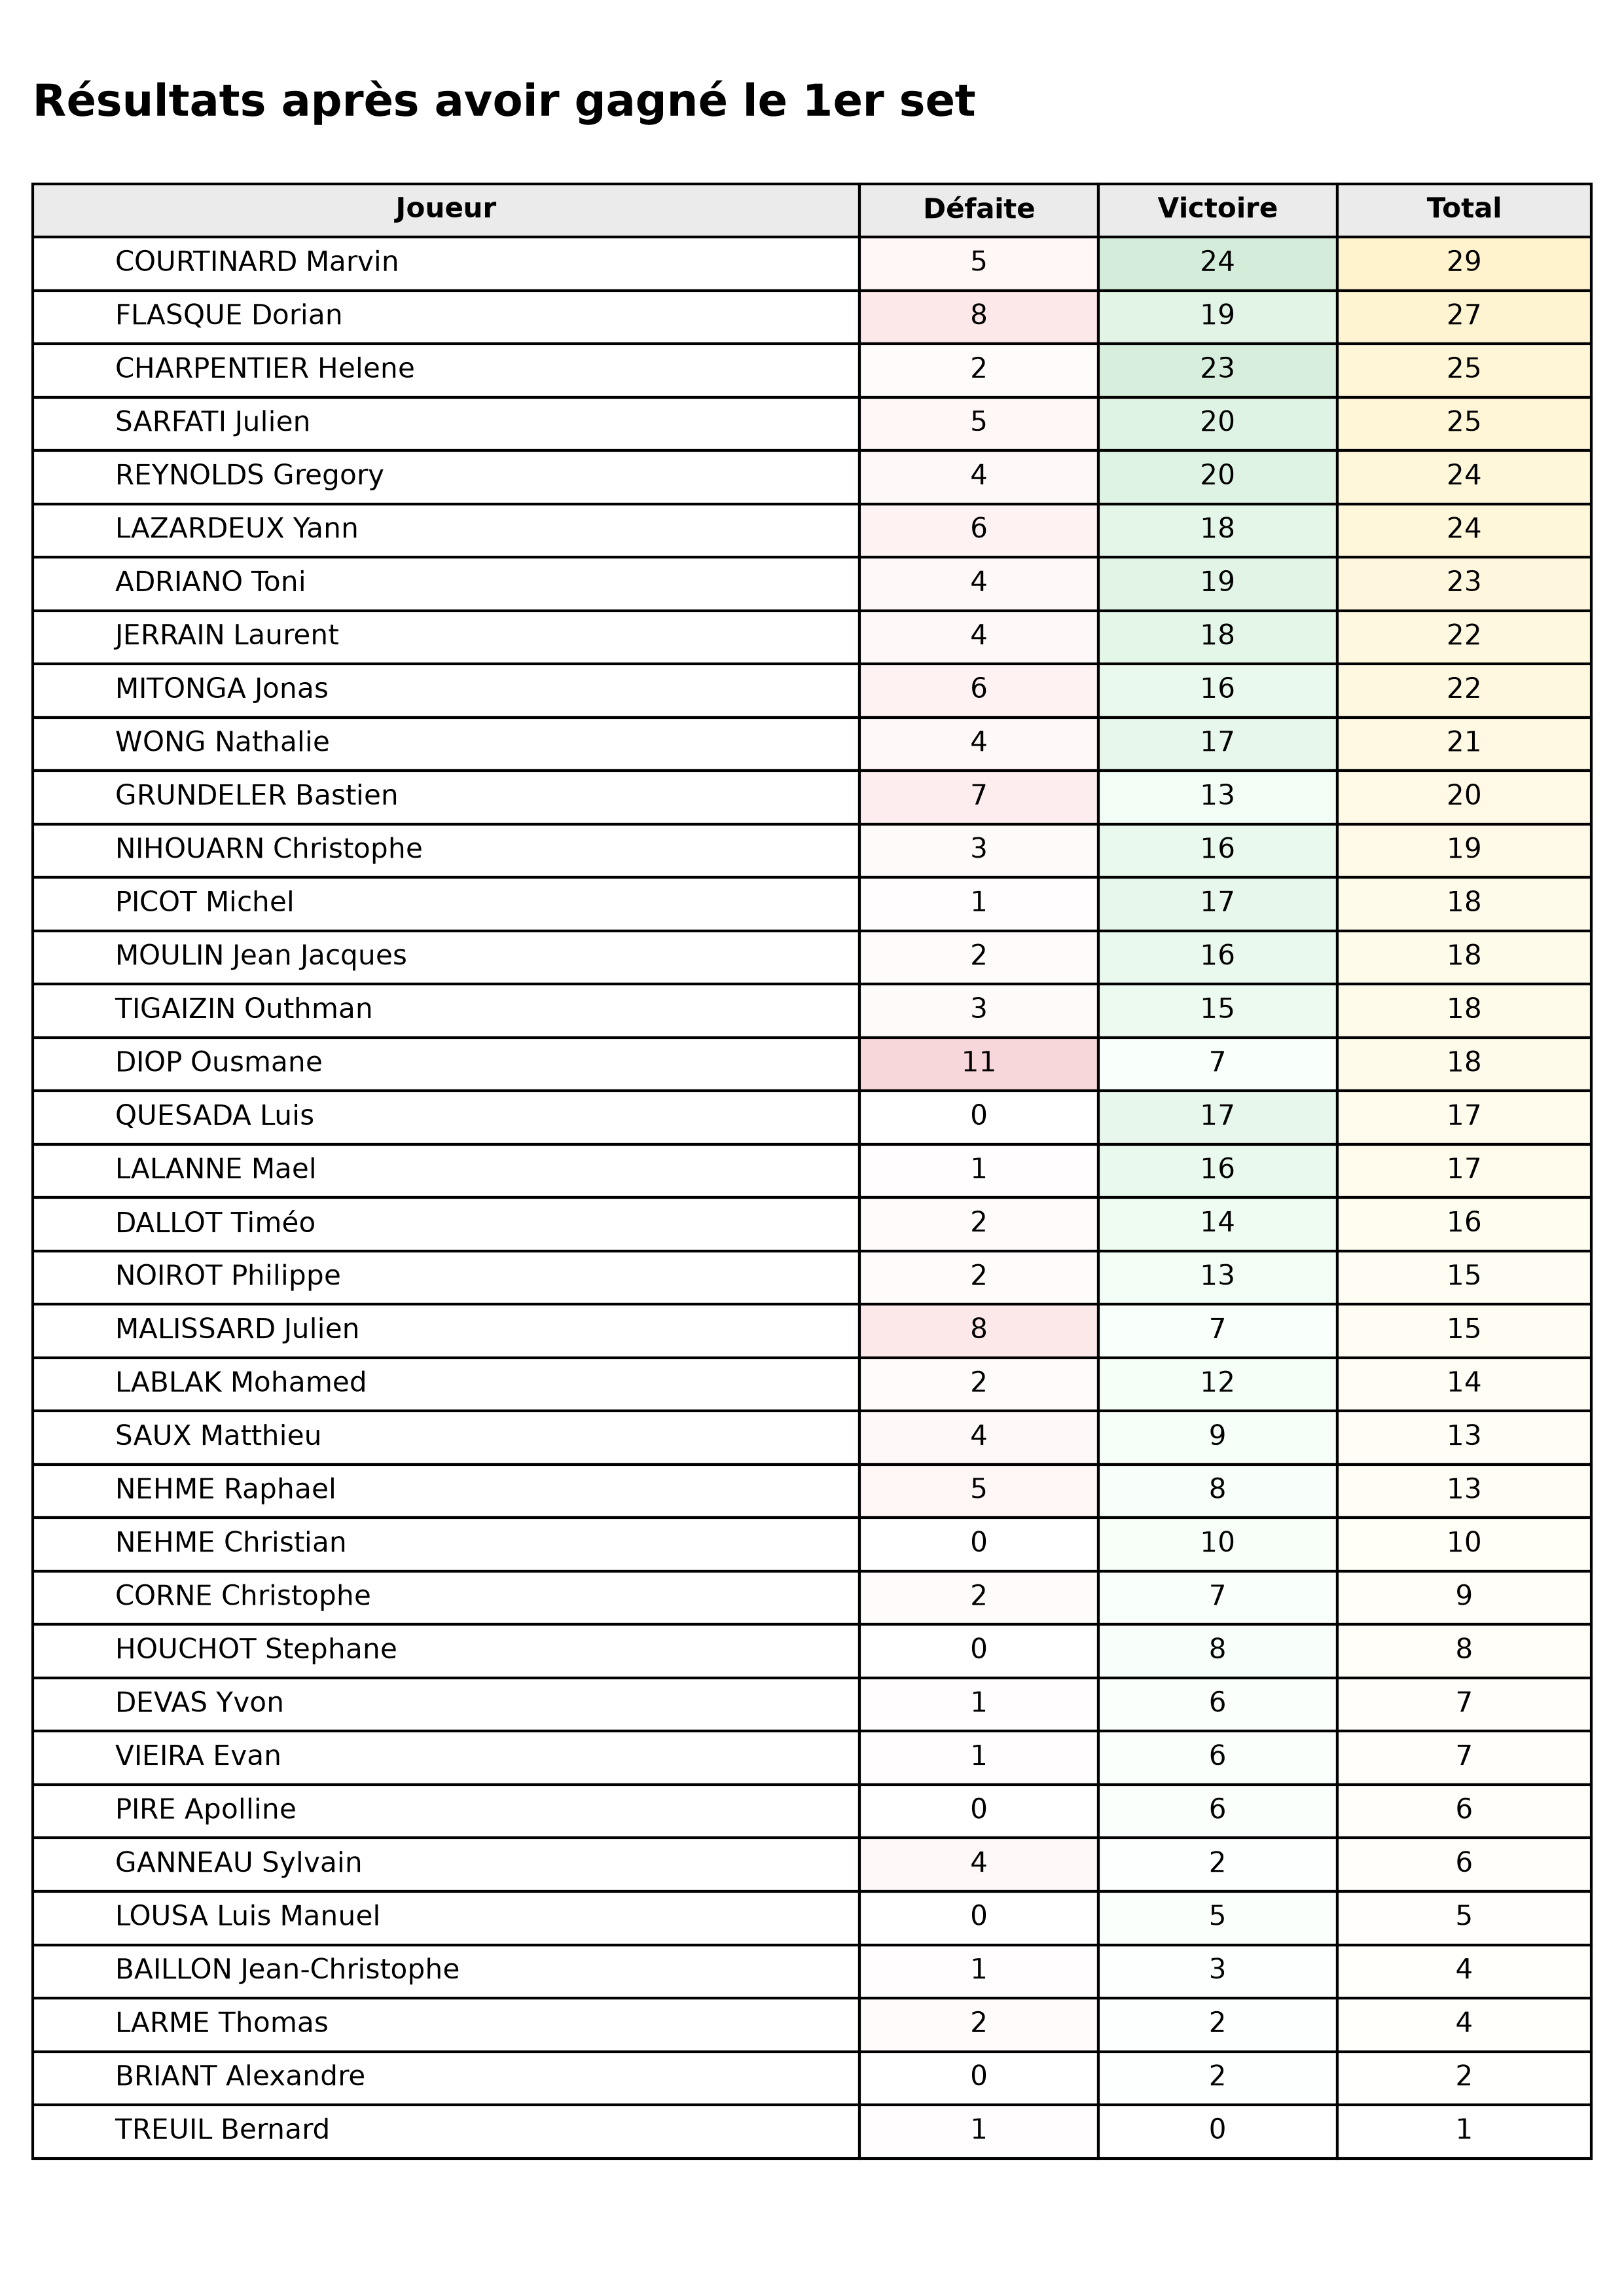 Résultats après avoir gagné le 1er set
Joueur Défaite Victoire Total
COURTINARD Marvin 5 24 29
FLASQUE Dorian 8 19 27
CHARPENTIER Helene 2 23 25
SARFATI Julien 5 20 25
REYNOLDS Gregory 4 20 24
LAZARDEUX Yann 6 18 24
ADRIANO Toni 4 19 23
JERRAIN Laurent 4 18 22
MITONGA Jonas 6 16 22
WONG Nathalie 4 17 21
GRUNDELER Bastien 7 13 20
NIHOUARN Christophe 3 16 19
PICOT Michel 1 17 18
MOULIN Jean Jacques 2 16 18
TIGAIZIN Outhman 3 15 18
DIOP Ousmane 11 7 18
QUESADA Luis 0 17 17
LALANNE Mael 1 16 17
DALLOT Timéo 2 14 16
NOIROT Philippe 2 13 15
MALISSARD Julien 8 7 15
LABLAK Mohamed 2 12 14
SAUX Matthieu 4 9 13
NEHME Raphael 5 8 13
NEHME Christian 0 10 10
CORNE Christophe 2 7 9
HOUCHOT Stephane 0 8 8
DEVAS Yvon 1 6 7
VIEIRA Evan 1 6 7
PIRE Apolline 0 6 6
GANNEAU Sylvain 4 2 6
LOUSA Luis Manuel 0 5 5
BAILLON Jean-Christophe 1 3 4
LARME Thomas 2 2 4
BRIANT Alexandre 0 2 2
TREUIL Bernard 1 0 1